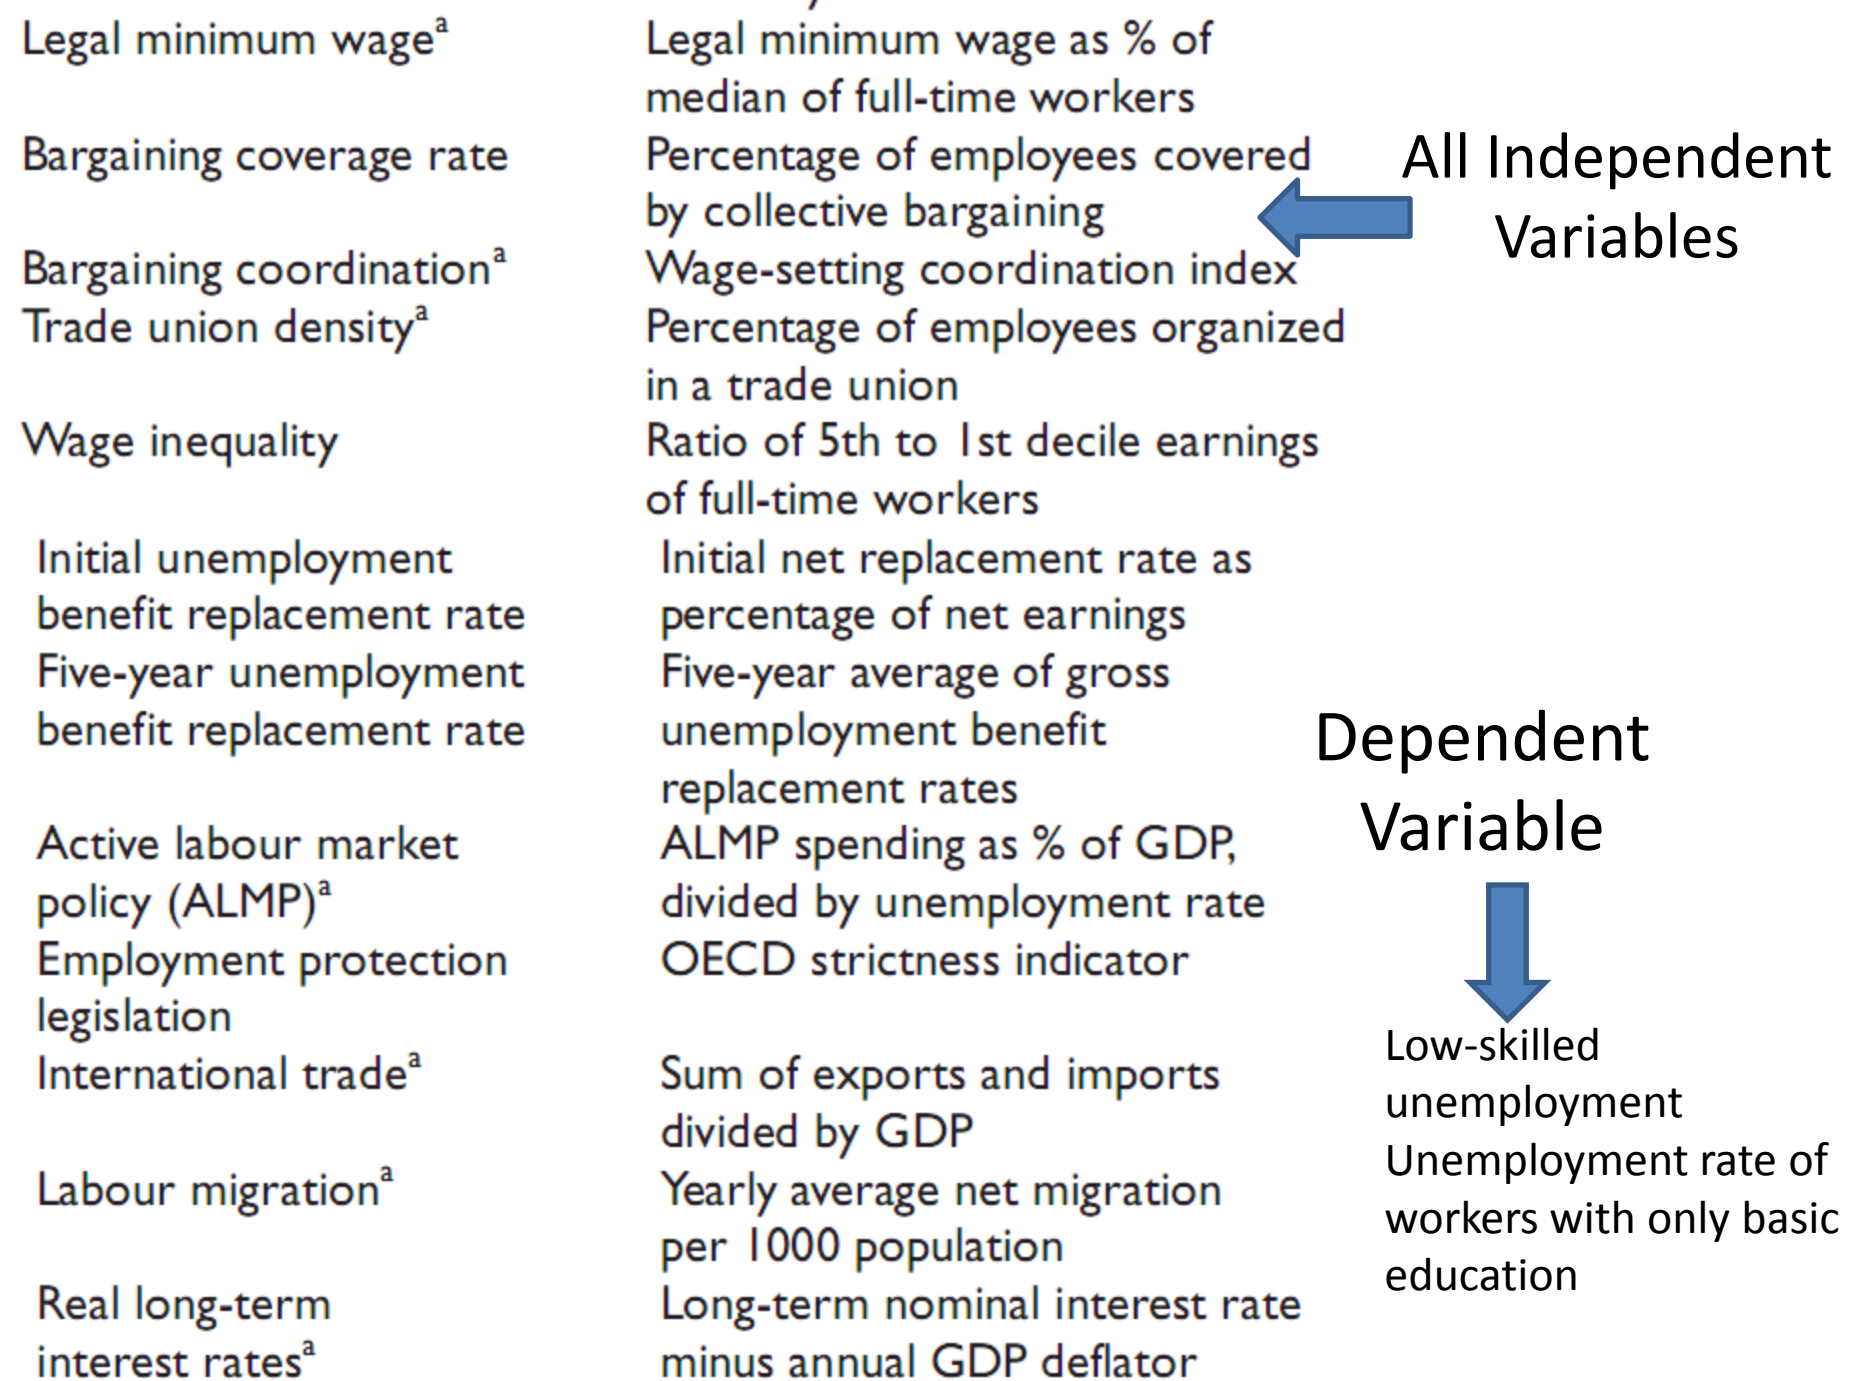 Legal minimum wageᵃ Legal minimum wage as % of
median of full-time workers
Bargaining coverage rate Percentage of employees covered
by collective bargaining
Bargaining coordinationᵃ Wage-setting coordination index
Trade union densityᵃ Percentage of employees organized
in a trade union
Wage inequality Ratio of 5th to 1st decile earnings
of full-time workers
Initial unemployment Initial net replacement rate as
benefit replacement rate percentage of net earnings
Five-year unemployment Five-year average of gross
benefit replacement rate unemployment benefit
replacement rates
Active labour market ALMP spending as % of GDP,
policy (ALMP)ᵃ divided by unemployment rate
Employment protection OECD strictness indicator
legislation
International tradeᵃ Sum of exports and imports
divided by GDP
Labour migrationᵃ Yearly average net migration
per 1000 population
Real long-term Long-term nominal interest rate
interest ratesᵃ minus annual GDP deflator
All Independent
Variables
Dependent
Variable
Low-skilled
unemployment
Unemployment rate of
workers with only basic
education